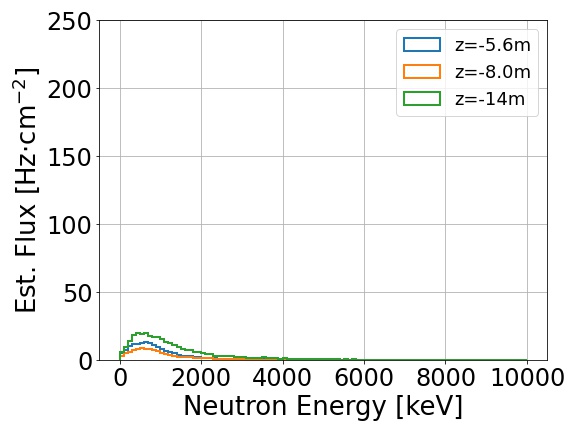 250
200
150
100
50
0
Est. Flux [Hz·cm⁻²]
z=-5.6m
z=-8.0m
z=-14m
0 2000 4000 6000 8000 10000
Neutron Energy [keV]